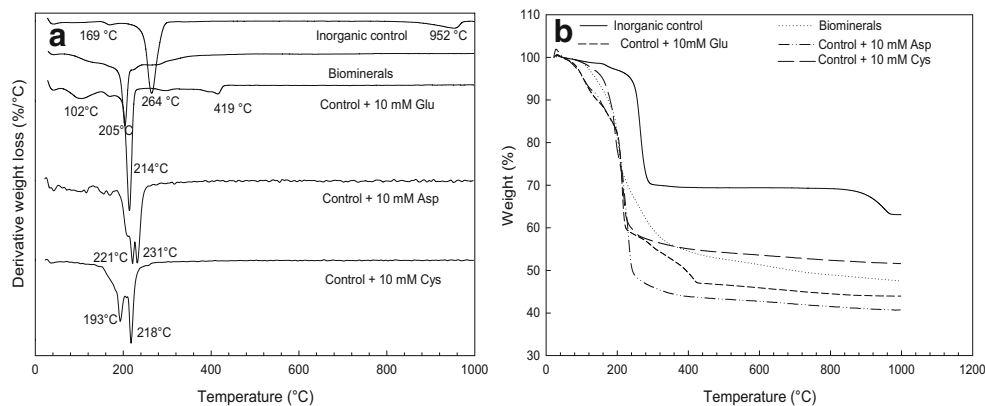 a
169 °C
Inorganic control
952 °C
Biominerals
264 °C
Control + 10 mM Glu
102°C
419 °C
205°C
214°C
Control + 10 mM Asp
221°C
231°C
Control + 10 mM Cys
193°C
218°C
Derivative weight loss (%/°C)
0 200 400 600 800 1000
Temperature (°C)
b
Inorganic control
Biominerals
Control + 10mM Glu
Control + 10 mM Asp
Control + 10 mM Cys
110
100
90
80
70
60
50
40
30
Weight (%)
0 200 400 600 800 1000 1200
Temperature (°C)